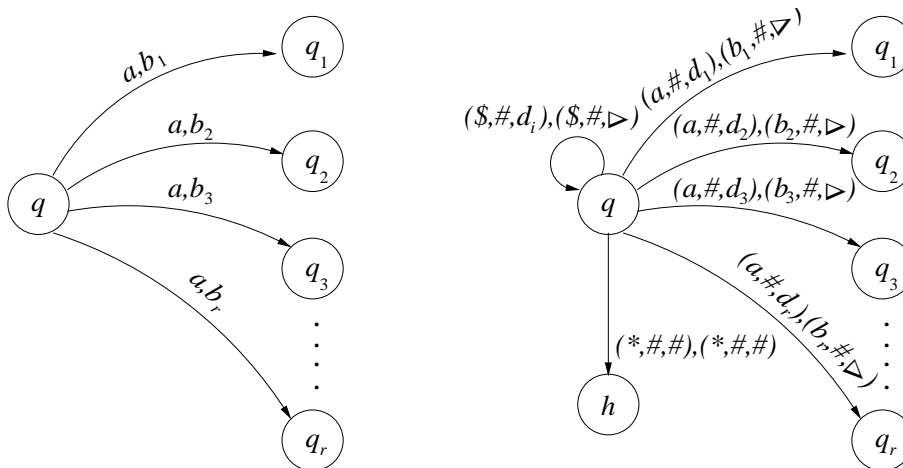 q
a,b₁
q₁
a,b₂
q₂
a,b₃
q₃
a,bᵣ
. . . .
qᵣ
($,#,dᵢ),($,#,▷)
q
(a,#,d₁),(b₁,#,▷)
q₁
(a,#,d₂),(b₂,#,▷)
q₂
(a,#,d₃),(b₃,#,▷)
q₃
(a,#,dᵣ),(bᵣ,#,▷)
. . . .
qᵣ
(*,#,#),(*,#,#)
h